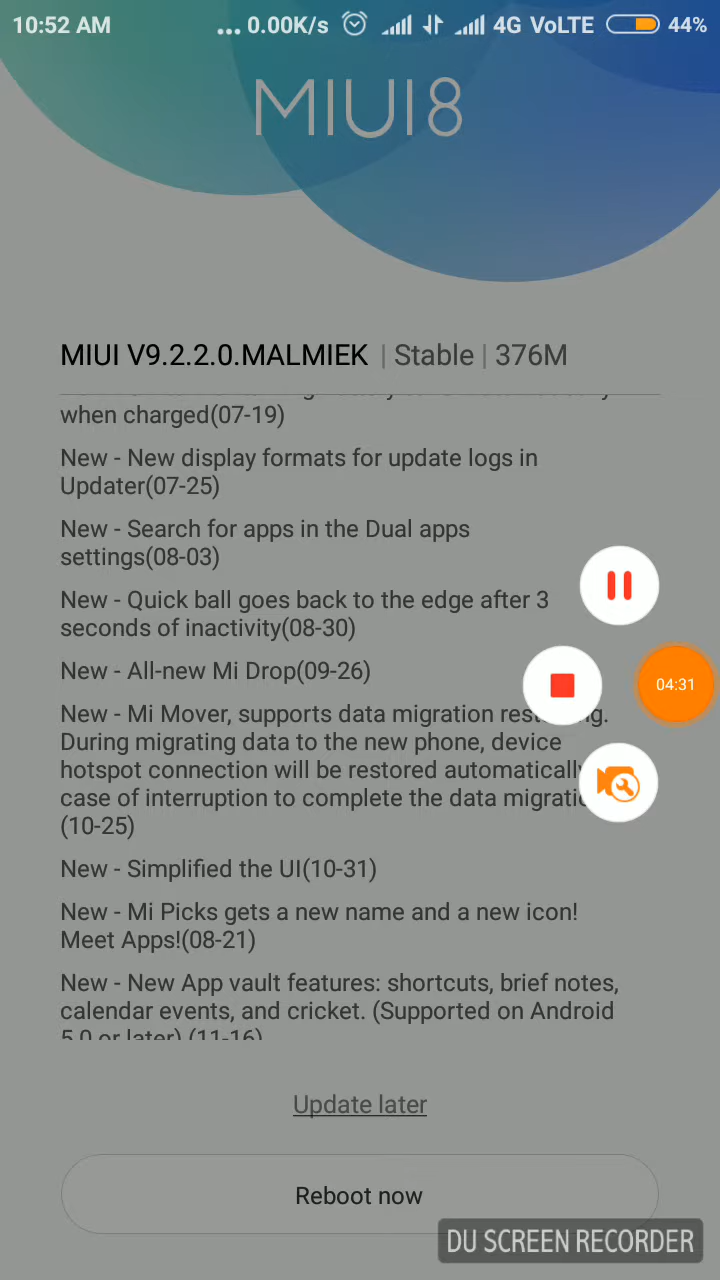 10:52 AM ... 0.00K/s 4G VoLTE 44%
MIUI8
MIUI V9.2.2.0.MALMIEK | Stable | 376M
when charged(07-19)
New - New display formats for update logs in
Updater(07-25)
New - Search for apps in the Dual apps
settings(08-03)
New - Quick ball goes back to the edge after 3
seconds of inactivity(08-30)
New - All-new Mi Drop(09-26)
New - Mi Mover, supports data migration
During migrating data to the new phone, device
hotspot connection will be restored automatically
04:31
case of interruption to complete the data
(10-25)
New - Simplified the UI(10-31)
New - Mi Picks gets a new name and a new icon!
Meet Apps!(08-21)
New - New App vault features: shortcuts, brief notes,
calendar events, and cricket. (Supported on Android
5.0 or later) (11-16)
Update later
Reboot now
DU SCREEN RECORDER